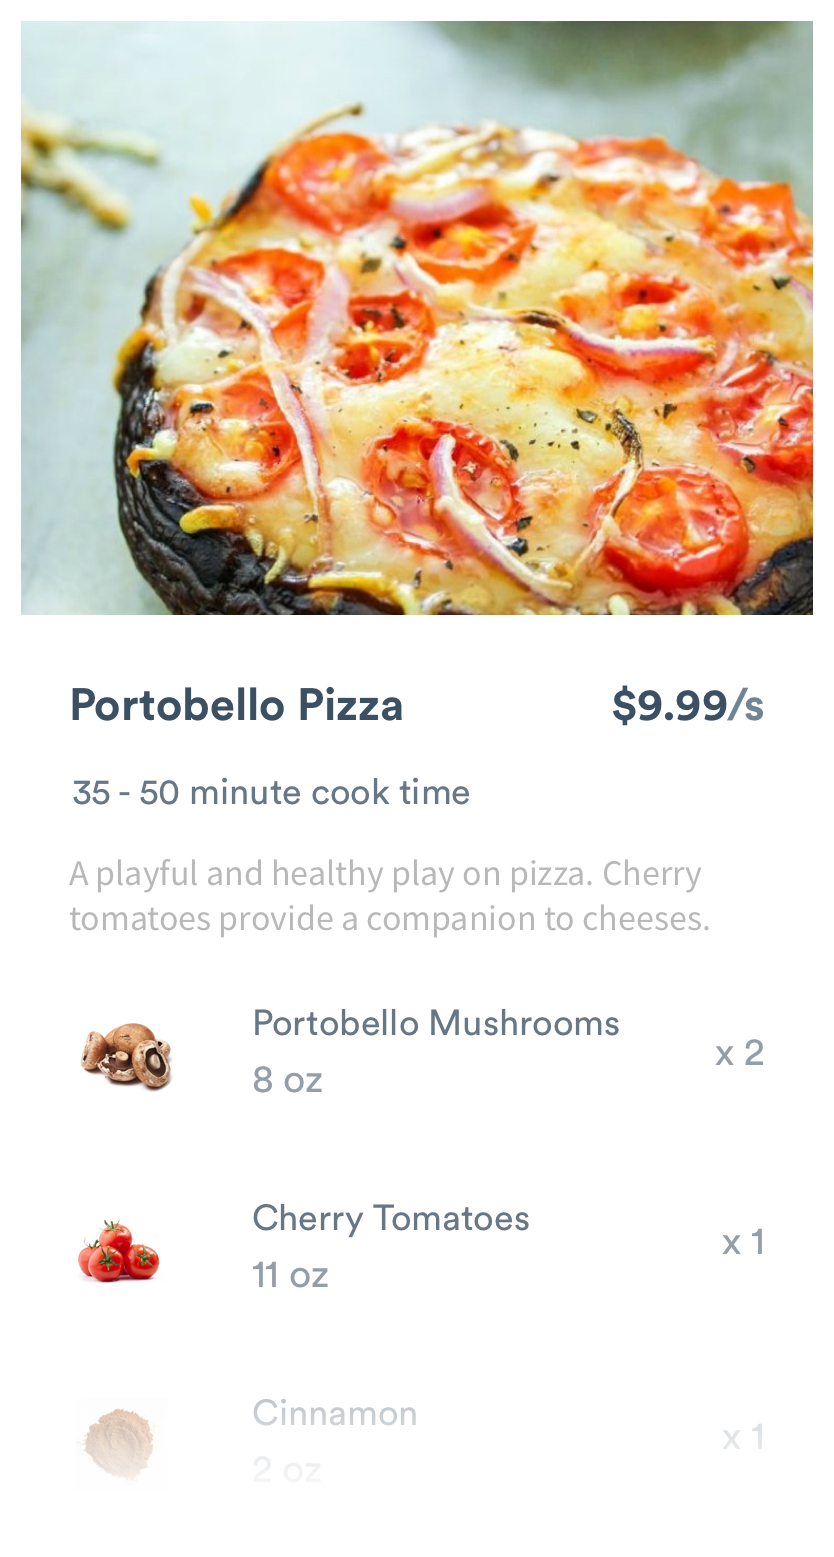 Portobello Pizza $9.99/s
35 - 50 minute cook time
A playful and healthy play on pizza. Cherry
tomatoes provide a companion to cheeses.
Portobello Mushrooms
8 oz
x 2
Cherry Tomatoes
11 oz
x 1
Cinnamon
2 oz
x 1